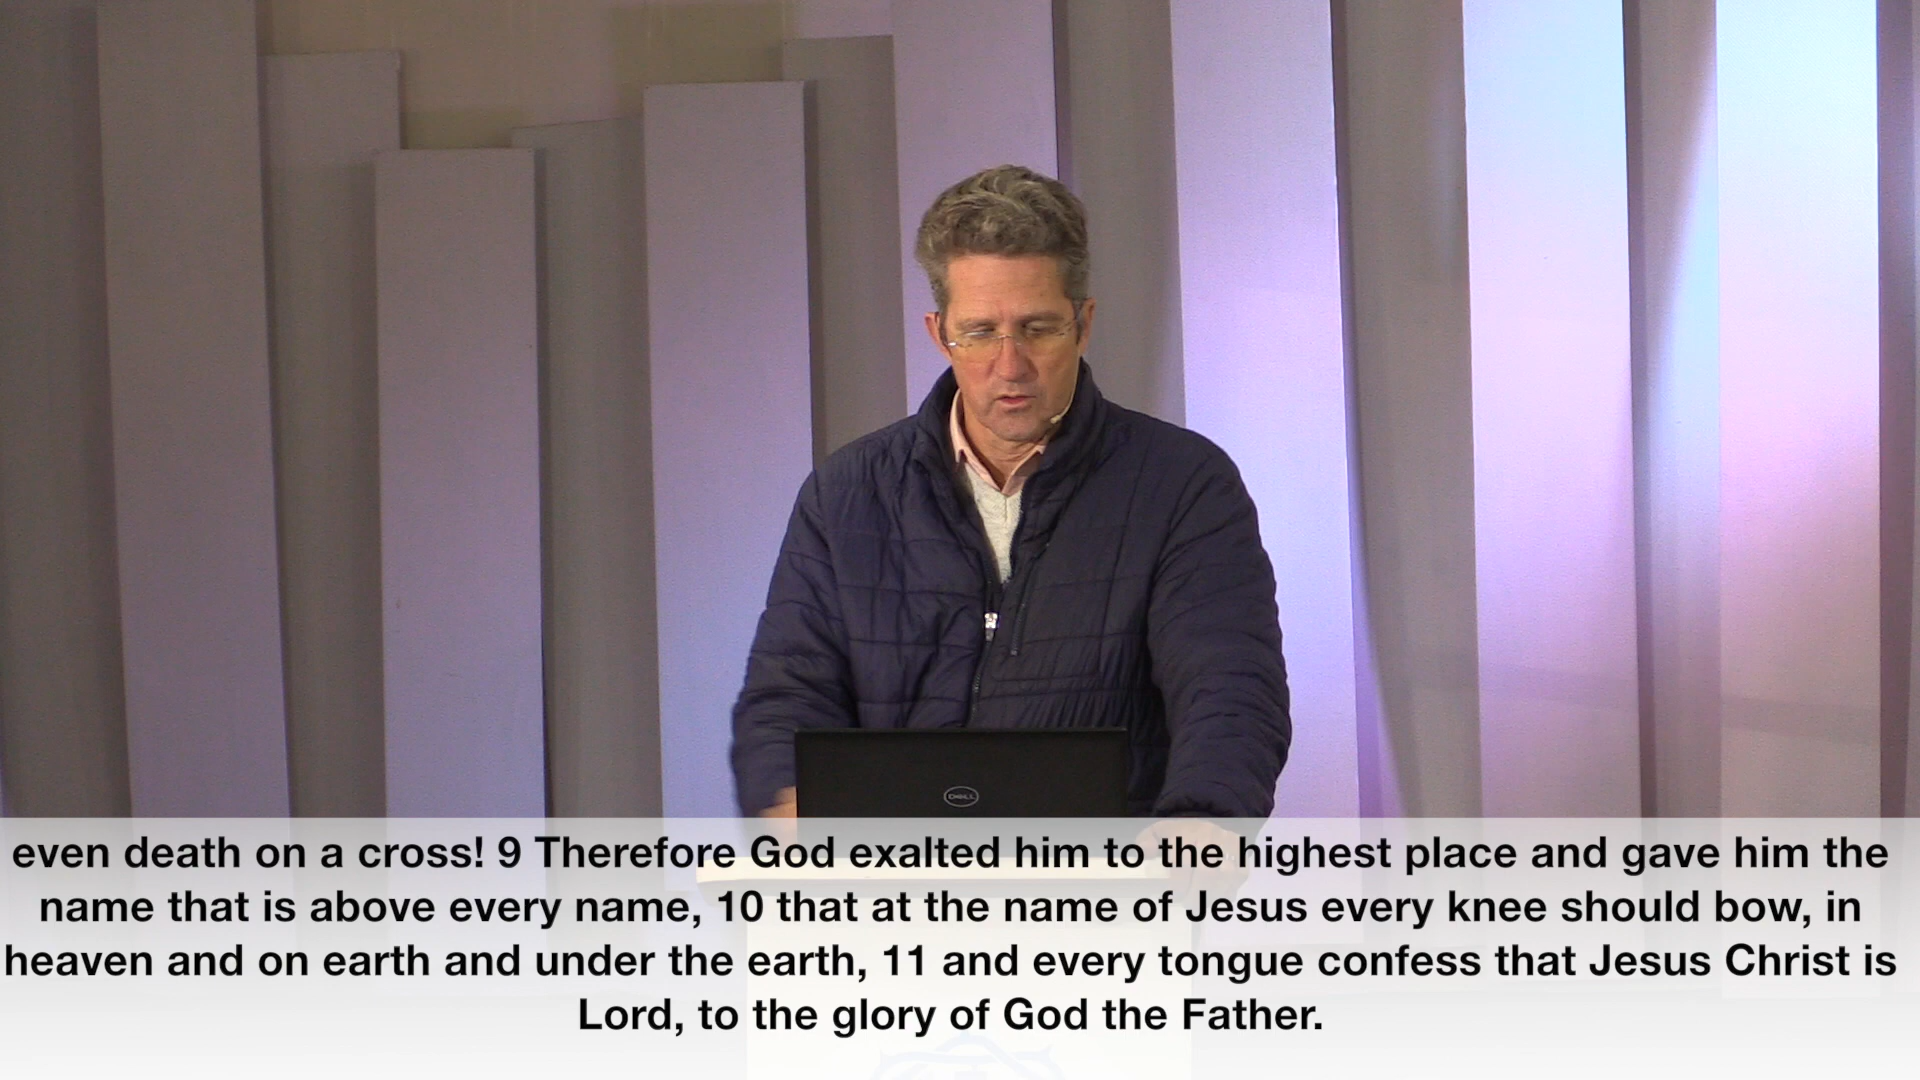 DELL
even death on a cross! 9 Therefore God exalted him to the highest place and gave him the
name that is above every name, 10 that at the name of Jesus every knee should bow, in
heaven and on earth and under the earth, 11 and every tongue confess that Jesus Christ is
Lord, to the glory of God the Father.